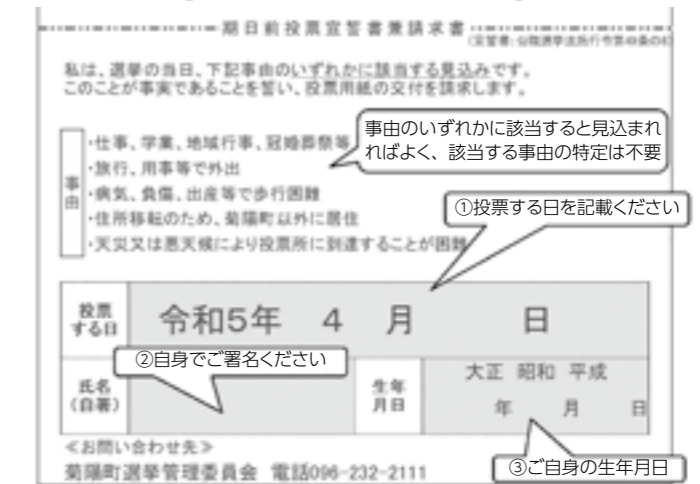 期日前投票宣誓書兼請求書
(宣誓書:公職選挙法施行令第49条の8)
私は、選挙の当日、下記事由のいずれかに該当する見込みです。
このことが事実であることを誓い、投票用紙の交付を請求します。
事由
・仕事、学業、地域行事、冠婚葬祭等
事由のいずれかに該当すると見込まれ
ればよく、該当する事由の特定は不要
・旅行、用事等で外出
・病気、負傷、出産等で歩行困難
・住所移転のため、菊陽町以外に居住
①投票する日を記載ください
・天災又は悪天候により投票所に到達することが困難
投票
する日
令和5年 4 月 日
②自身でご署名ください
氏名
(自署)
生年
月日
大正 昭和 平成
年 月 日
≪お問い合わせ先≫
③ご自身の生年月日
菊陽町選挙管理委員会 電話096-232-2111